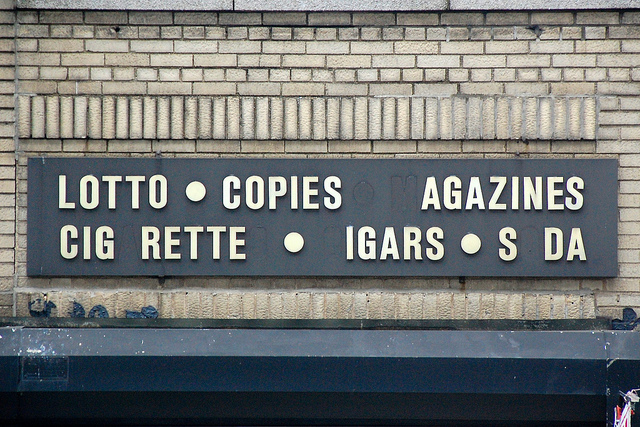 LOTTO • COPIES AGAZINES
CIG RETTE • IGARS • S DA